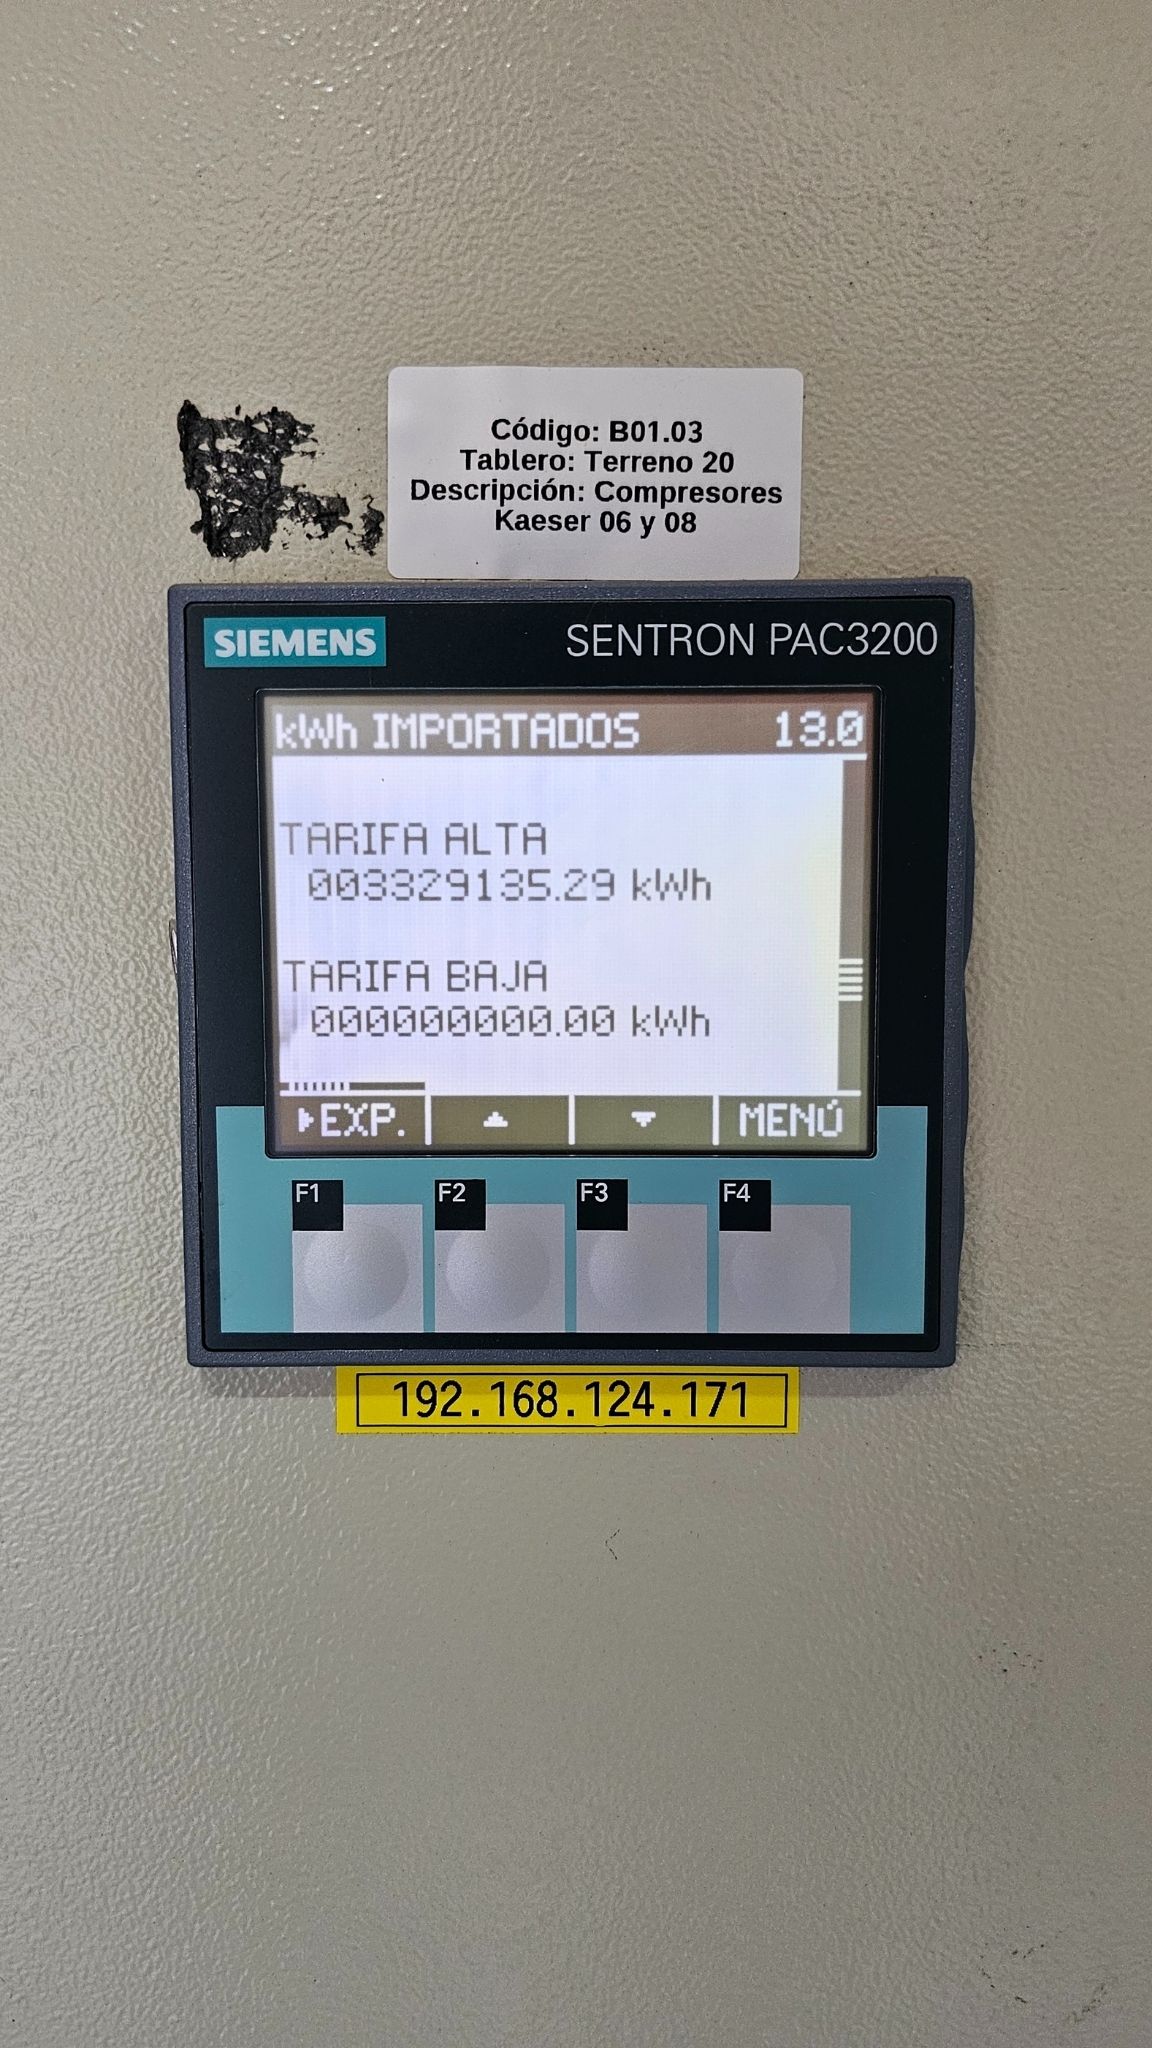 Código: B01.03
Tablero: Terreno 20
Descripción: Compresores
Kaeser 06 y 08
SIEMENS SENTRON PAC3200
kWh IMPORTADOS 13.0
TARIFA ALTA
003329135.29 kWh
TARIFA BAJA
000000000.00 kWh
EXP. MENÚ
F1 F2 F3 F4
192.168.124.171